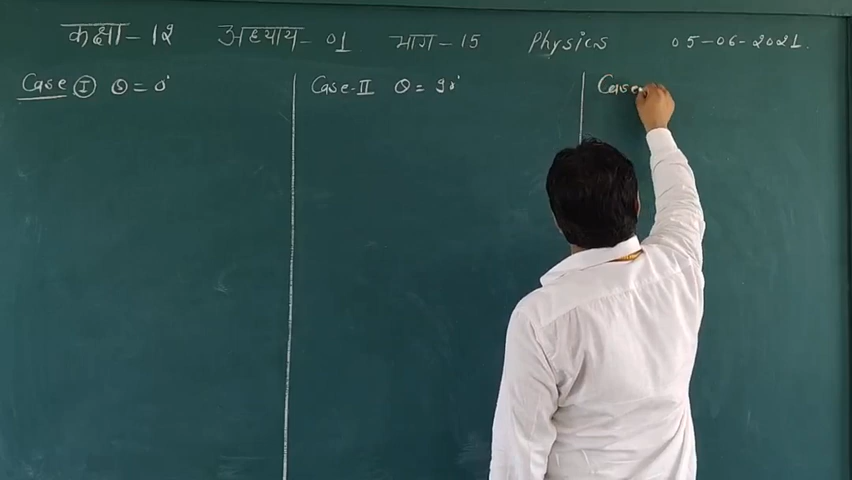 कक्षा-12 अध्याय-01 भाग-15 Physics 05-06-2021.
Case I θ = 0° Case-II θ = 90° Case